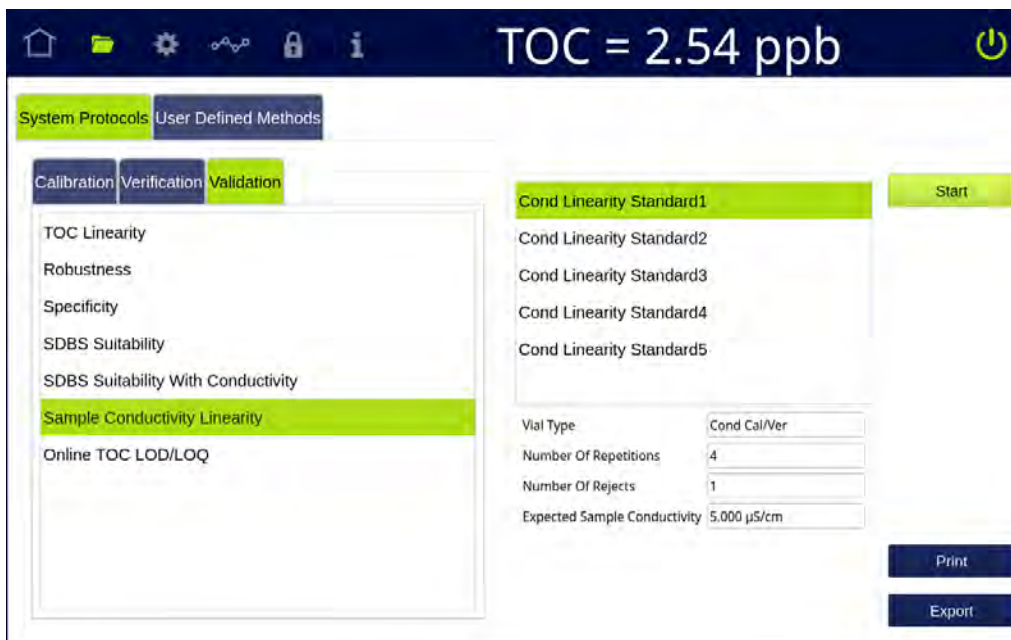 TOC = 2.54 ppb
System Protocols User Defined Methods
Calibration Verification Validation
TOC Linearity
Robustness
Specificity
SDBS Suitability
SDBS Suitability With Conductivity
Sample Conductivity Linearity
Online TOC LOD/LOQ
Cond Linearity Standard1
Cond Linearity Standard2
Cond Linearity Standard3
Cond Linearity Standard4
Cond Linearity Standard5
Vial Type Cond Cal/Ver
Number Of Repetitions 4
Number Of Rejects 1
Expected Sample Conductivity 5.000 µS/cm
Start
Print
Export